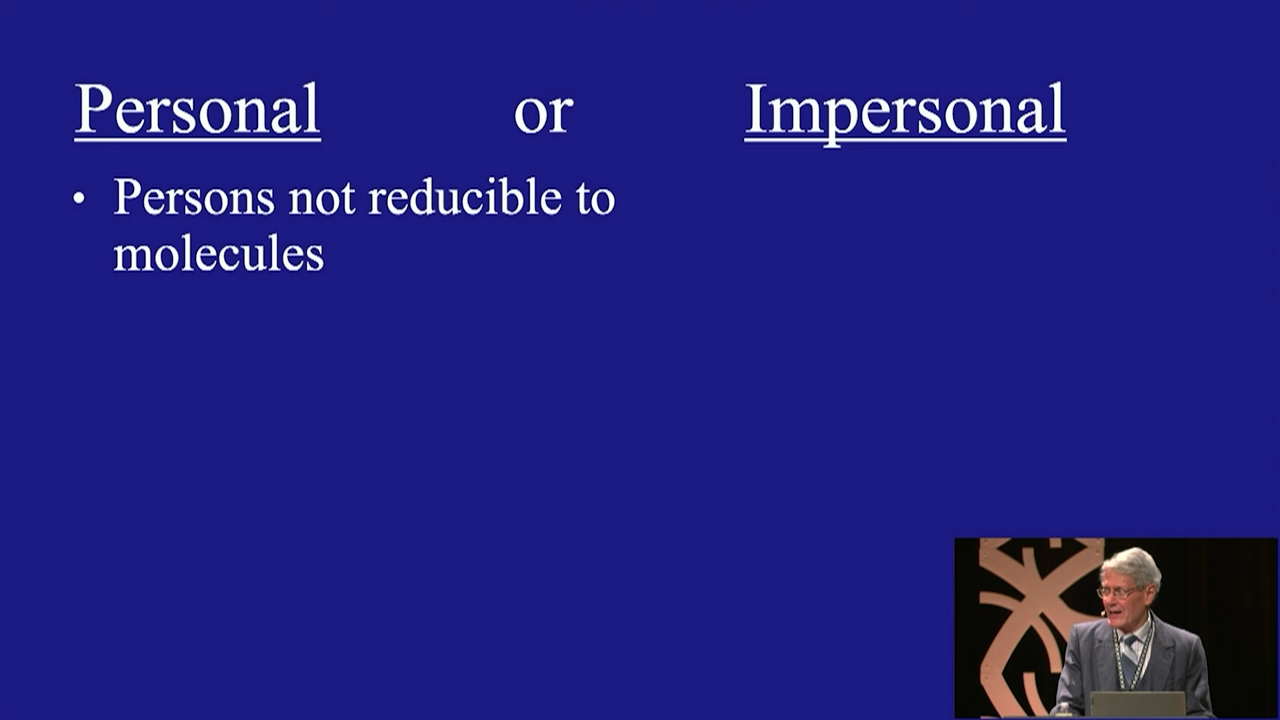 Personal or Impersonal
• Persons not reducible to
molecules